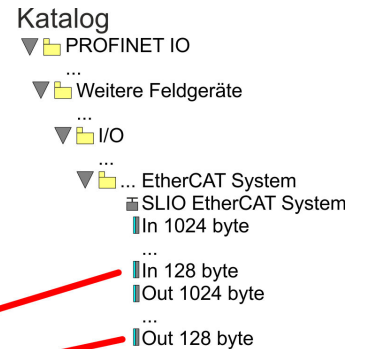 Katalog
PROFINET IO
...
Weitere Feldgeräte
...
I/O
...
... EtherCAT System
SLIO EtherCAT System
In 1024 byte
...
In 128 byte
Out 1024 byte
...
Out 128 byte